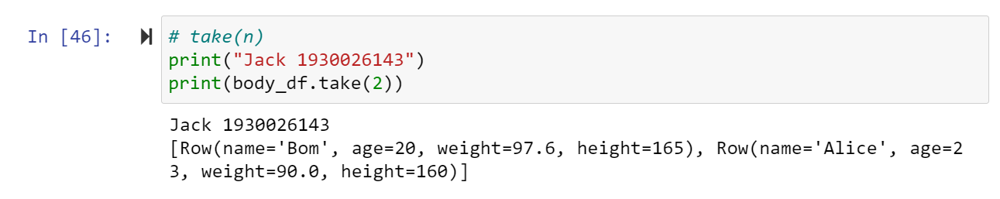 In [46]:
# take(n)
print("Jack 1930026143")
print(body_df.take(2))
Jack 1930026143
[Row(name='Bom', age=20, weight=97.6, height=165), Row(name='Alice', age=2
3, weight=90.0, height=160)]